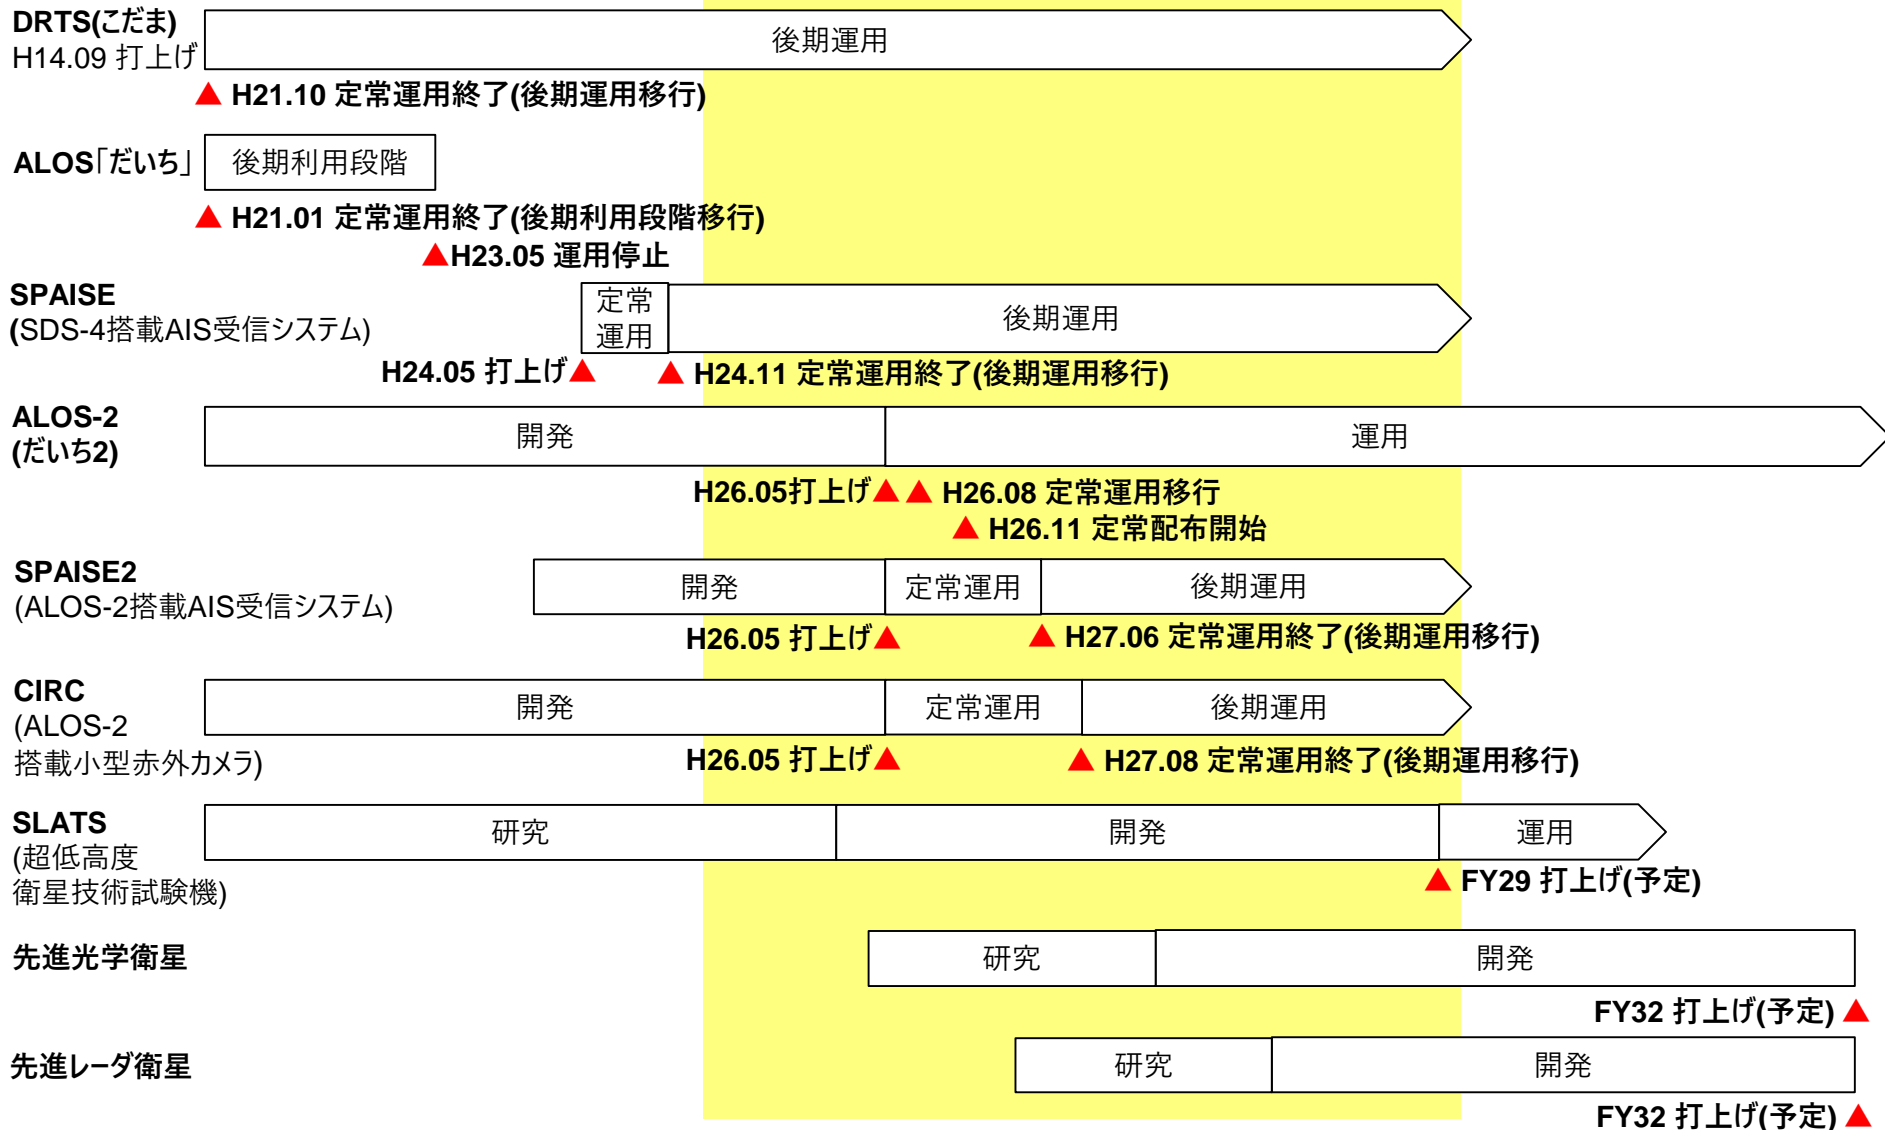 DRTS(こだま)
H14.09 打上げ
後期運用
▲ H21.10 定常運用終了(後期運用移行)
ALOS「だいち」
後期利用段階
▲ H21.01 定常運用終了(後期利用段階移行)
▲H23.05 運用停止
SPAISE
(SDS-4搭載AIS受信システム)
定常
運用
後期運用
H24.05 打上げ▲
▲ H24.11 定常運用終了(後期運用移行)
ALOS-2
(だいち2)
開発
運用
H26.05打上げ▲
▲ H26.08 定常運用移行
▲ H26.11 定常配布開始
SPAISE2
(ALOS-2搭載AIS受信システム)
開発
定常運用
後期運用
H26.05 打上げ▲
▲ H27.06 定常運用終了(後期運用移行)
CIRC
(ALOS-2
搭載小型赤外カメラ)
開発
定常運用
後期運用
H26.05 打上げ▲
▲ H27.08 定常運用終了(後期運用移行)
SLATS
(超低高度
衛星技術試験機)
研究
開発
運用
▲ FY29 打上げ(予定)
先進光学衛星
研究
開発
FY32 打上げ(予定) ▲
先進レーダ衛星
研究
開発
FY32 打上げ(予定) ▲